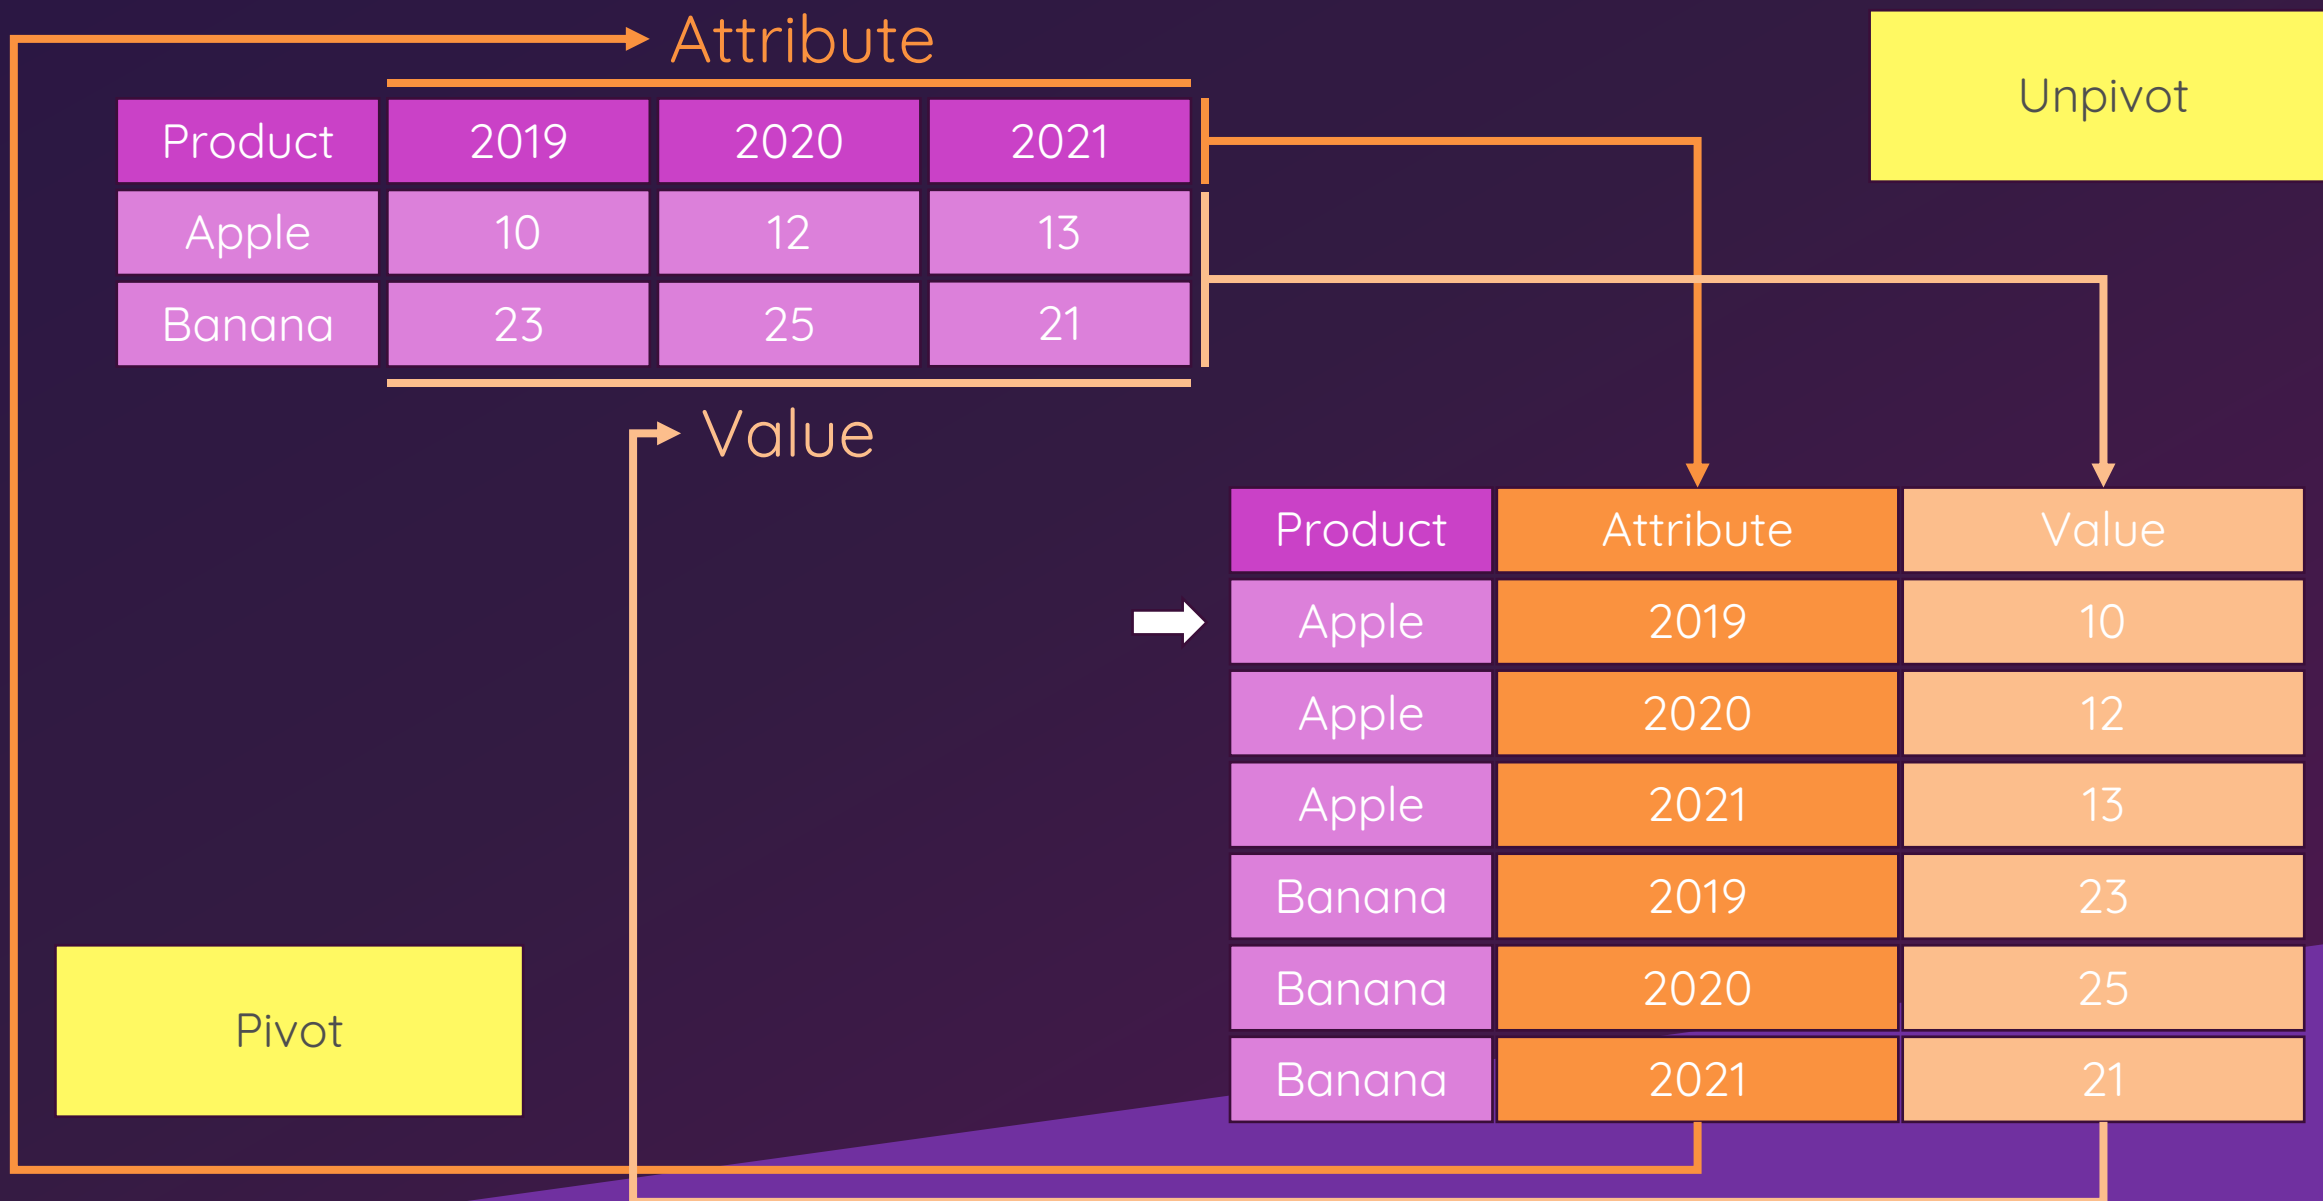 Attribute
Unpivot
Product 2019 2020 2021
Apple 10 12 13
Banana 23 25 21
Value
Product Attribute Value
Apple 2019 10
Apple 2020 12
Apple 2021 13
Banana 2019 23
Banana 2020 25
Pivot
Banana 2021 21